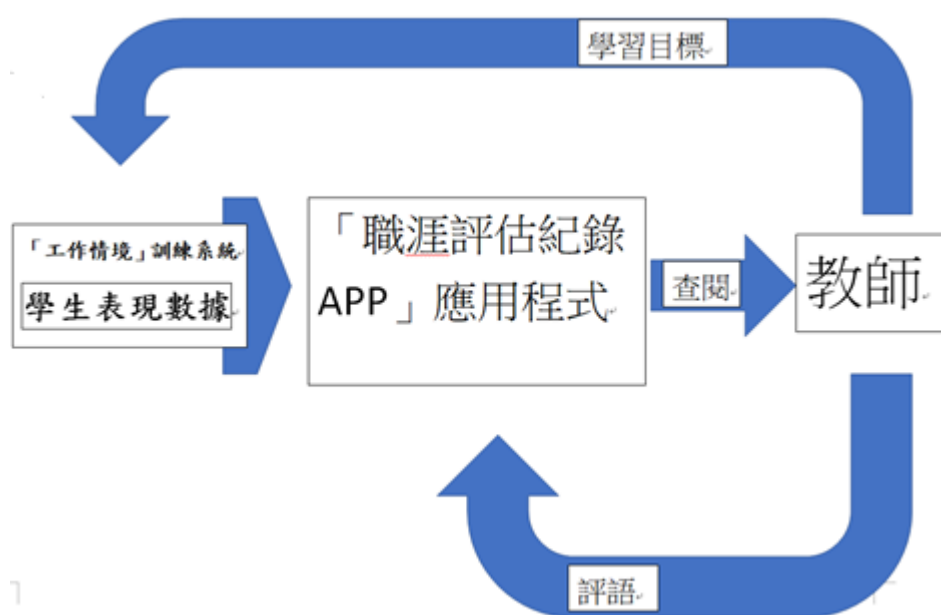 學習目標
「工作情境」訓練系統
學生表現數據
「職涯評估紀錄
APP」應用程式
查閱
教師
評語